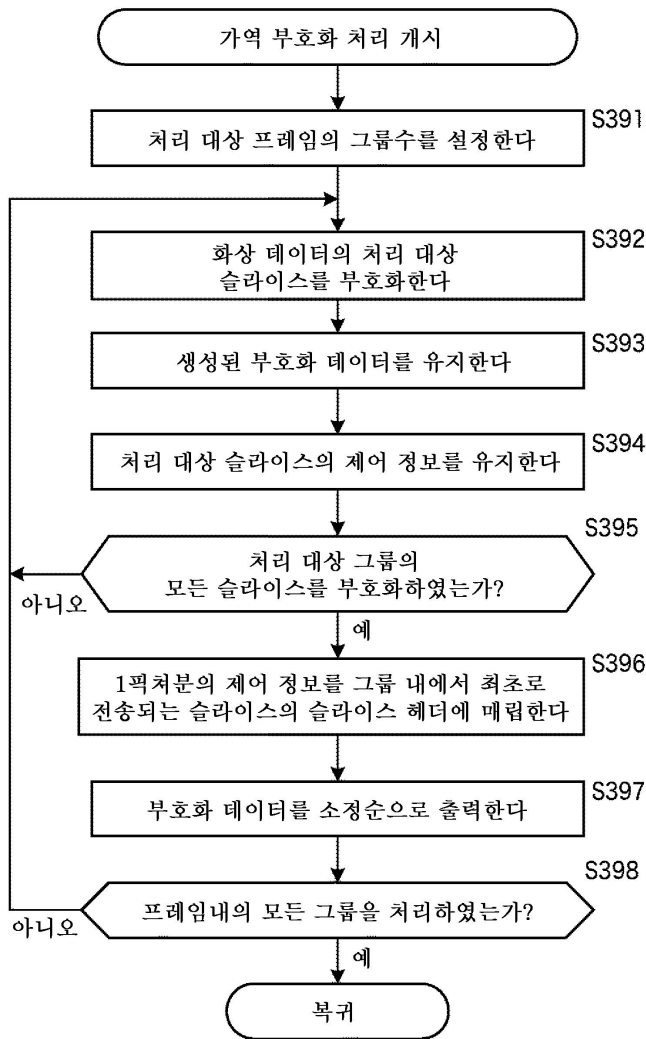 가역 부호화 처리 개시
S391
처리 대상 프레임의 그룹수를 설정한다
S392
화상 데이터의 처리 대상
슬라이스를 부호화한다
S393
생성된 부호화 데이터를 유지한다
S394
처리 대상 슬라이스의 제어 정보를 유지한다
S395
처리 대상 그룹의
모든 슬라이스를 부호화하였는가?
아니오
예
S396
1픽쳐분의 제어 정보를 그룹 내에서 최초로
전송되는 슬라이스의 슬라이스 헤더에 매립한다
S397
부호화 데이터를 소정순으로 출력한다
S398
프레임내의 모든 그룹을 처리하였는가?
아니오
예
복귀